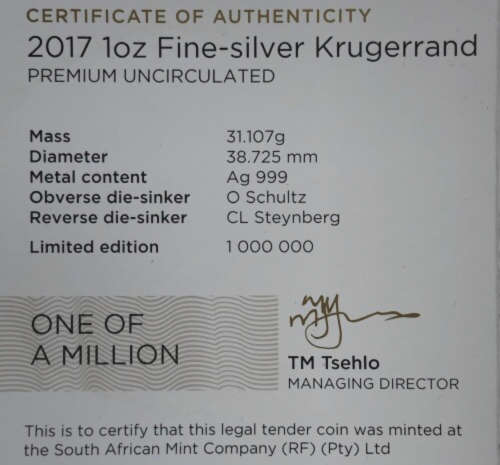 CERTIFICATE OF AUTHENTICITY
2017 1oz Fine-silver Krugerrand
PREMIUM UNCIRCULATED
Mass 31.107g
Diameter 38.725 mm
Metal content Ag 999
Obverse die-sinker O Schultz
Reverse die-sinker CL Steynberg
Limited edition 1 000 000
ONE OF
A MILLION
TM Tsehlo
MANAGING DIRECTOR
This is to certify that this legal tender coin was minted at
the South African Mint Company (RF) (Pty) Ltd